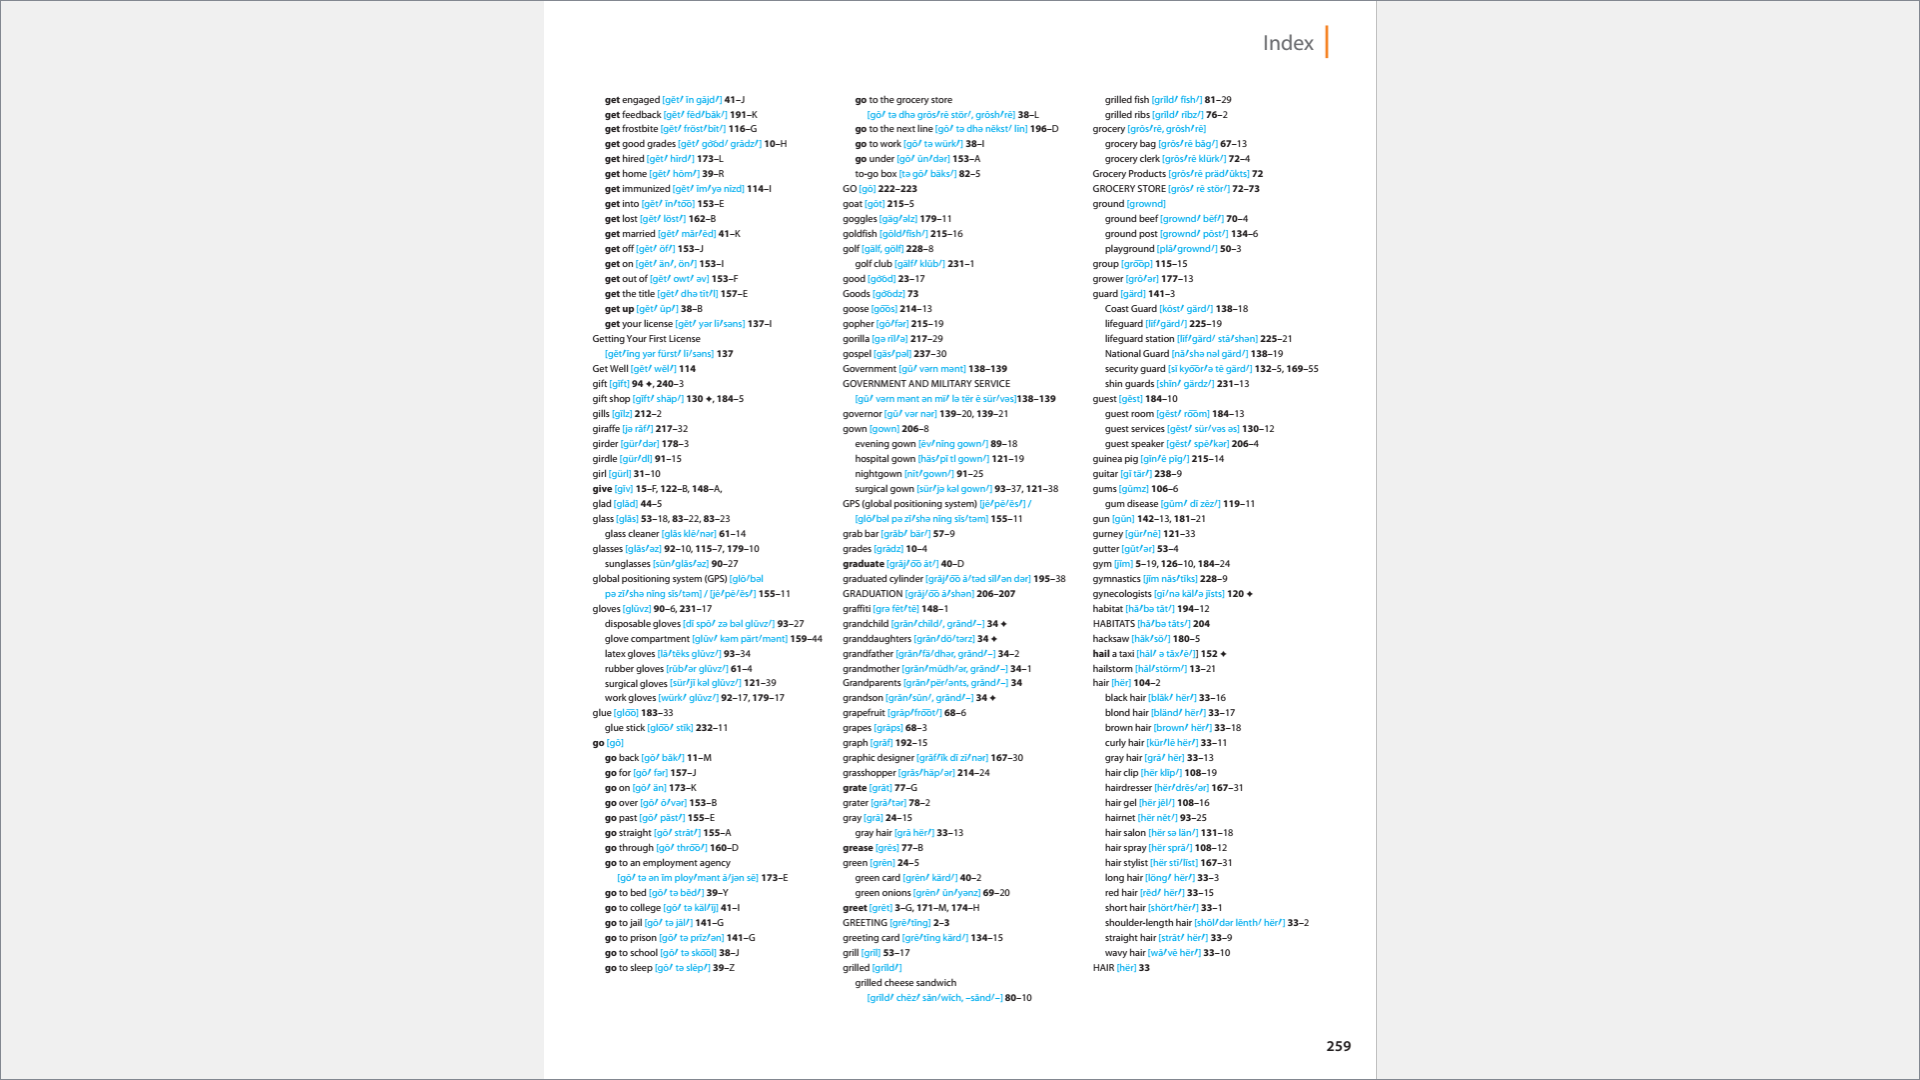 Index
get engaged [gĕt/ ĭn gājd/] 41–J
get feedback [gĕt/ fēd/băk/] 191–K
get frostbite [gĕt/ fröst/bīt/] 116–G
get good grades [gĕt/ go͝od/ grādz/] 10–H
get hired [gĕt/ hīrd/] 173–L
get home [gĕt/ hōm/] 39–R
get immunized [gĕt/ ĭm/yə nīzd] 114–I
get into [gĕt/ ĭn/to͞o] 153–E
get lost [gĕt/ löst/] 162–B
get married [gĕt/ măr/ēd] 41–K
get off [gĕt/ öf/] 153–J
get on [gĕt/ än/, ön/] 153–I
get out of [gĕt/ owt/ əv] 153–F
get the title [gĕt/ dhə tīt/l] 157–E
get up [gĕt/ ŭp/] 38–B
get your license [gĕt/ yər lī/səns] 137–I
Getting Your First License
[gĕt/ĭng yər fürst/ lī/səns] 137
Get Well [gĕt/ wĕl/] 114
gift [gĭft] 94 ✦, 240–3
gift shop [gĭft/ shäp/] 130 ✦, 184–5
gills [gĭlz] 212–2
giraffe [jə răf/] 217–32
girder [gür/dər] 178–3
girdle [gür/dl] 91–15
girl [gürl] 31–10
give [gĭv] 15–F, 122–B, 148–A,
glad [glăd] 44–5
glass [glăs] 53–18, 83–22, 83–23
glass cleaner [glăs klē/nər] 61–14
glasses [glăs/əz] 92–10, 115–7, 179–10
sunglasses [sŭn/glăs/əz] 90–27
global positioning system (GPS) [glō/bəl
pə zĭ/shə nĭng sĭs/təm] / [jē/pē/ĕs/] 155–11
gloves [glŭvz] 90–6, 231–17
disposable gloves [dĭ spō/ zə bəl glŭvz/] 93–27
glove compartment [glŭv/ kəm pärt/mənt] 159–44
latex gloves [lā/tĕks glŭvz/] 93–34
rubber gloves [rŭb/ər glŭvz/] 61–4
surgical gloves [sür/jĭ kəl glŭvz/] 121–39
work gloves [würk/ glŭvz/] 92–17, 179–17
glue [glo͞o] 183–33
glue stick [glo͞o/ stĭk] 232–11
go [gō]
go back [gō/ băk/] 11–M
go for [gō/ fər] 157–J
go on [gō/ än] 173–K
go over [gō/ ō/vər] 153–B
go past [gō/ păst/] 155–E
go straight [gō/ strāt/] 155–A
go through [gō/ thro͞o/] 160–D
go to an employment agency
[gō/ tə ən ĭm ploy/mənt ā/jən sē] 173–E
go to bed [gō/ tə bĕd/] 39–Y
go to college [gō/ tə käl/ĭj] 41–I
go to jail [gō/ tə jāl/] 141–G
go to prison [gō/ tə prĭz/ən] 141–G
go to school [gō/ tə sko͞ol] 38–J
go to sleep [gō/ tə slēp/] 39–Z
go to the grocery store
[gō/ tə dhə grōs/rē stör/, grōsh/rē] 38–L
go to the next line [gō/ tə dhə nĕkst/ līn] 196–D
go to work [gō/ tə würk/] 38–I
go under [gō/ ŭn/dər] 153–A
to-go box [tə gō/ bäks/] 82–5
GO [gō] 222–223
goat [gōt] 215–5
goggles [gäg/əlz] 179–11
goldfish [gōld/fĭsh/] 215–16
golf [gälf, gölf] 228–8
golf club [gälf/ klŭb/] 231–1
good [go͝od] 23–17
Goods [go͝odz] 73
goose [go͞os] 214–13
gopher [gō/fər] 215–19
gorilla [gə rĭl/ə] 217–29
gospel [gäs/pəl] 237–30
Government [gŭ/ vərn mənt] 138–139
GOVERNMENT AND MILITARY SERVICE
[gŭ/ vərn mənt ən mĭ/ lə tër ē sür/vəs]138–139
governor [gŭ/ vər nər] 139–20, 139–21
gown [gown] 206–8
evening gown [ēv/nĭng gown/] 89–18
hospital gown [häs/pĭ tl gown/] 121–19
nightgown [nīt/gown/] 91–25
surgical gown [sür/jə kəl gown/] 93–37, 121–38
GPS (global positioning system) [jē/pē/ĕs/] /
[glō/bəl pə zĭ/shə nĭng sĭs/təm] 155–11
grab bar [grăb/ bär/] 57–9
grades [grādz] 10–4
graduate [grăj/o͞o āt/] 40–D
graduated cylinder [grăj/o͞o ā/təd sĭl/ən dər] 195–38
GRADUATION [grăj/o͞o ā/shən] 206–207
graffiti [grə fēt/tē] 148–1
grandchild [grăn/chīld/, grănd/–] 34 ✦
granddaughters [grăn/dö/tərz] 34 ✦
grandfather [grăn/fä/dhər, grănd/–] 34–2
grandmother [grăn/mŭdh/ər, grănd/–] 34–1
Grandparents [grăn/për/ənts, grănd/–] 34
grandson [grăn/sŭn/, grănd/–] 34 ✦
grapefruit [grāp/fro͞ot/] 68–6
grapes [grāps] 68–3
graph [grăf] 192–15
graphic designer [grăf/ĭk dĭ zī/nər] 167–30
grasshopper [grăs/häp/ər] 214–24
grate [grāt] 77–G
grater [grā/tər] 78–2
gray [grā] 24–15
gray hair [grā hër/] 33–13
grease [grēs] 77–B
green [grēn] 24–5
green card [grēn/ kärd/] 40–2
green onions [grēn/ ŭn/yənz] 69–20
greet [grēt] 3–G, 171–M, 174–H
GREETING [grē/tĭng] 2–3
greeting card [grē/tĭng kärd/] 134–15
grill [grĭl] 53–17
grilled [grĭld/]
grilled cheese sandwich
[grĭld/ chēz/ săn/wĭch, –sănd/–] 80–10
grilled fish [grĭld/ fĭsh/] 81–29
grilled ribs [grĭld/ rĭbz/] 76–2
grocery [grōs/rē, grōsh/rē]
grocery bag [grōs/rē băg/] 67–13
grocery clerk [grōs/rē klürk/] 72–4
Grocery Products [grōs/rē präd/ŭkts] 72
GROCERY STORE [grōs/ rē stör/] 72–73
ground [grownd]
ground beef [grownd/ bēf/] 70–4
ground post [grownd/ pōst/] 134–6
playground [plā/grownd/] 50–3
group [gro͞op] 115–15
grower [grō/ər] 177–13
guard [gärd] 141–3
Coast Guard [kōst/ gärd/] 138–18
lifeguard [līf/gärd/] 225–19
lifeguard station [līf/gärd/ stā/shən] 225–21
National Guard [nă/shə nəl gärd/] 138–19
security guard [sĭ kyo͝or/ə tē gärd/] 132–5, 169–55
shin guards [shĭn/ gärdz/] 231–13
guest [gĕst] 184–10
guest room [gĕst/ ro͞om] 184–13
guest services [gĕst/ sür/vəs əs] 130–12
guest speaker [gĕst/ spē/kər] 206–4
guinea pig [gĭn/ē pĭg/] 215–14
guitar [gĭ tär/] 238–9
gums [gŭmz] 106–6
gum disease [gŭm/ dĭ zēz/] 119–11
gun [gŭn] 142–13, 181–21
gurney [gür/nē] 121–33
gutter [gŭt/ər] 53–4
gym [jĭm] 5–19, 126–10, 184–24
gymnastics [jĭm năs/tĭks] 228–9
gynecologists [gī/nə käl/ə jĭsts] 120 ✦
habitat [hă/bə tăt/] 194–12
HABITATS [hă/bə tăts/] 204
hacksaw [hăk/sö/] 180–5
hail a taxi [hāl/ ə tăx/ē/]] 152 ✦
hailstorm [hāl/störm/] 13–21
hair [hër] 104–2
black hair [blăk/ hër/] 33–16
blond hair [bländ/ hër/] 33–17
brown hair [brown/ hër/] 33–18
curly hair [kür/lē hër/] 33–11
gray hair [grā/ hër] 33–13
hair clip [hër klĭp/] 108–19
hairdresser [hër/drĕs/ər] 167–31
hair gel [hër jĕl/] 108–16
hairnet [hër nĕt/] 93–25
hair salon [hër sə län/] 131–18
hair spray [hër sprā/] 108–12
hair stylist [hër stī/lĭst] 167–31
long hair [löng/ hër/] 33–3
red hair [rĕd/ hër/] 33–15
short hair [shört/hër/] 33–1
shoulder-length hair [shōl/dər lĕnth/ hër/] 33–2
straight hair [strāt/ hër/] 33–9
wavy hair [wā/vē hër/] 33–10
HAIR [hër] 33
259